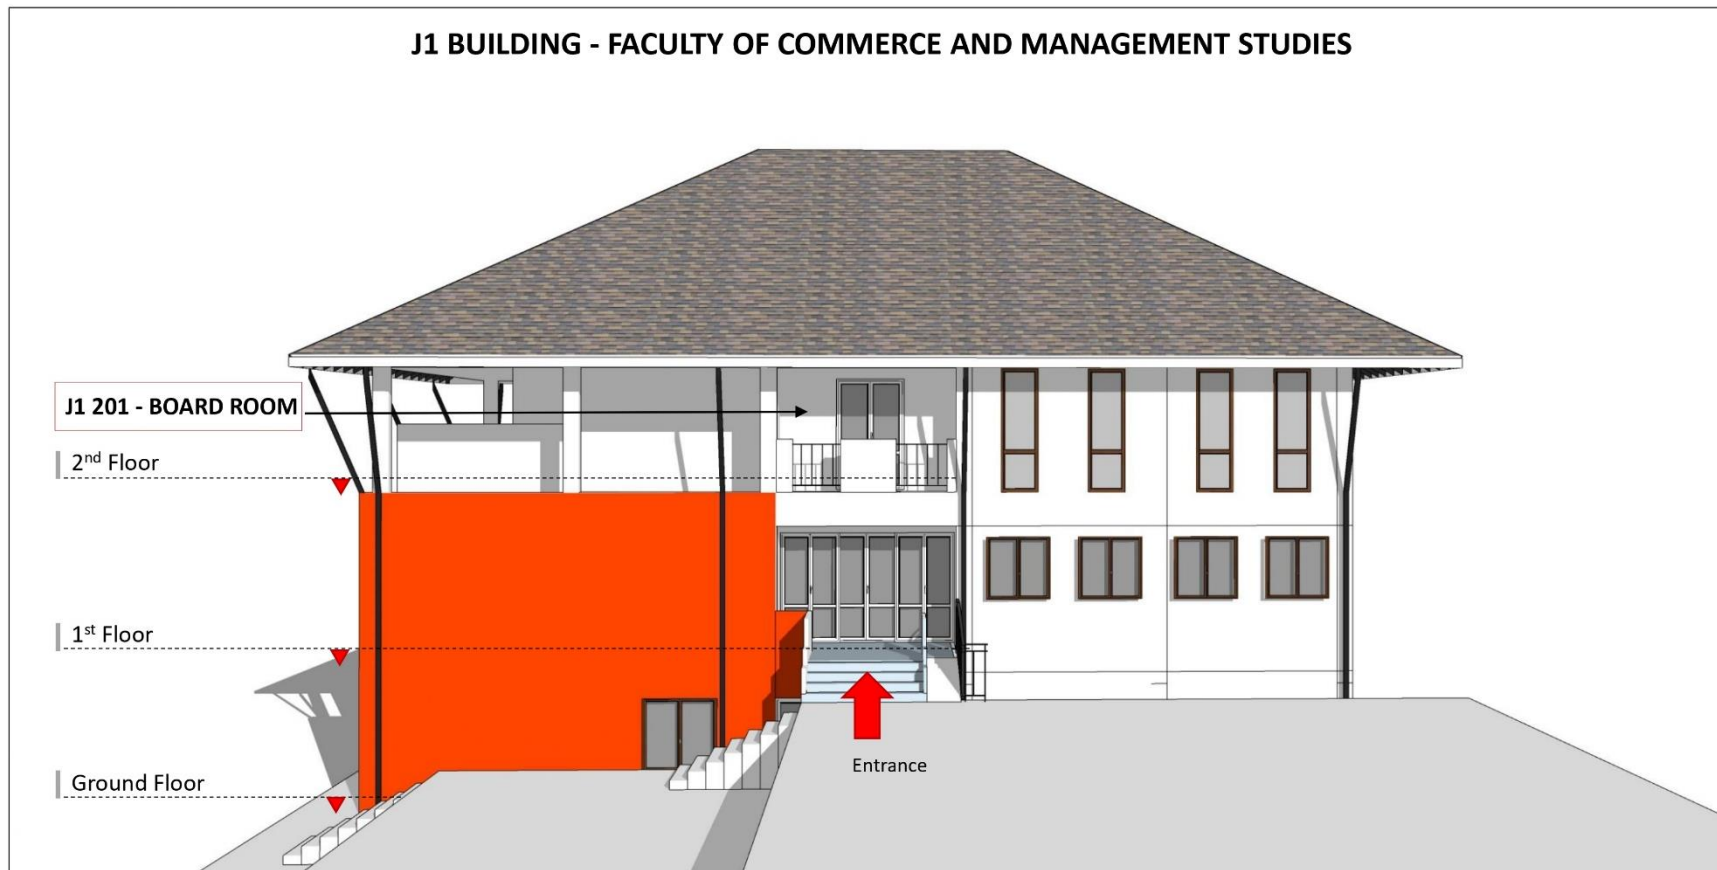 J1 BUILDING - FACULTY OF COMMERCE AND MANAGEMENT STUDIES
J1 201 - BOARD ROOM
2nd Floor
1st Floor
Entrance
Ground Floor